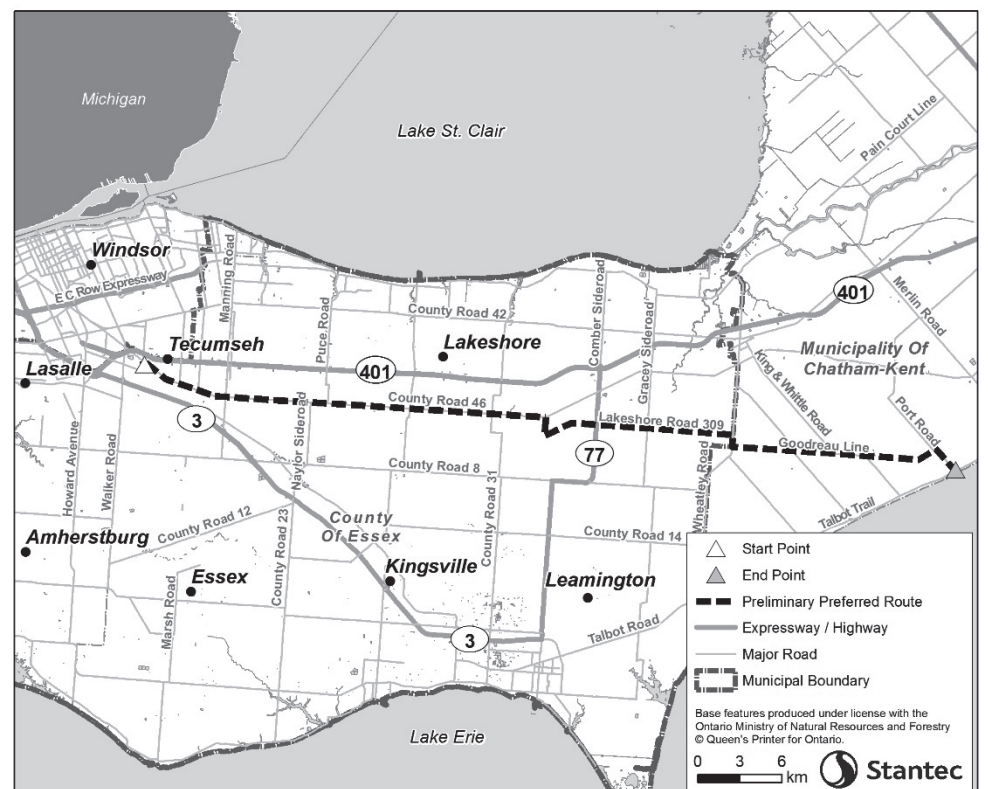 Michigan
Lake St. Clair
Pain Court Line
Windsor
E C Row Expressway
Manning Road
Puce Road
County Road 42
Comber Sideroad
Gracey Sideroad
401
Merlin Road
Tecumseh
Lakeshore
Municipality Of
Chatham-Kent
Lasalle
401
County Road 46
King & Whittle Road
Port Road
3
Lakeshore Road 309
Goodreau Line
77
Howard Avenue
Walker Road
Naylor Sideroad
County Road 8
Wheatley Road
Talbot Trail
County Road 12
County Road 23
County
Of Essex
County Road 31
County Road 14
Amherstburg
Essex
Kingsville
Leamington
Marsh Road
3
Talbot Road
Lake Erie
Start Point
End Point
Preliminary Preferred Route
Expressway / Highway
Major Road
Municipal Boundary
Base features produced under license with the
Ontario Ministry of Natural Resources and Forestry
© Queen's Printer for Ontario.
0 3 6
km
Stantec